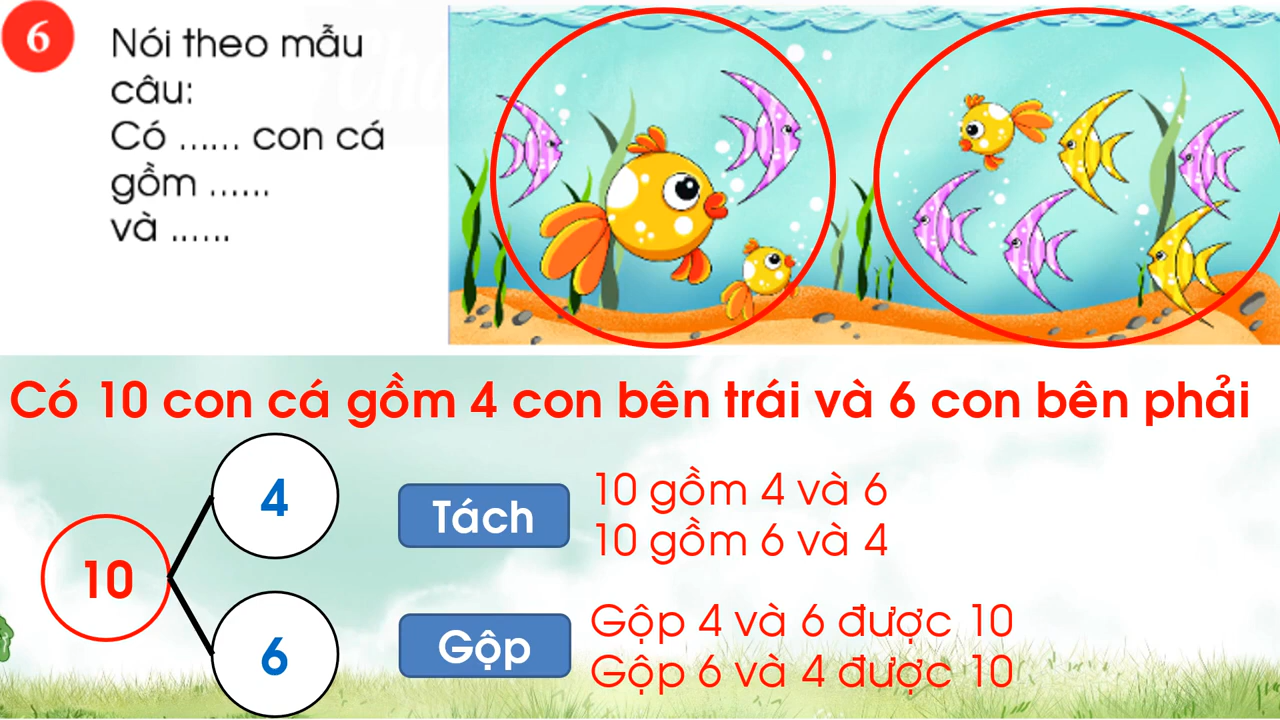 6
Nói theo mẫu
câu:
Có ...... con cá
gồm ......
và ......
Có 10 con cá gồm 4 con bên trái và 6 con bên phải
10
4
6
Tách
10 gồm 4 và 6
10 gồm 6 và 4
Gộp
Gộp 4 và 6 được 10
Gộp 6 và 4 được 10